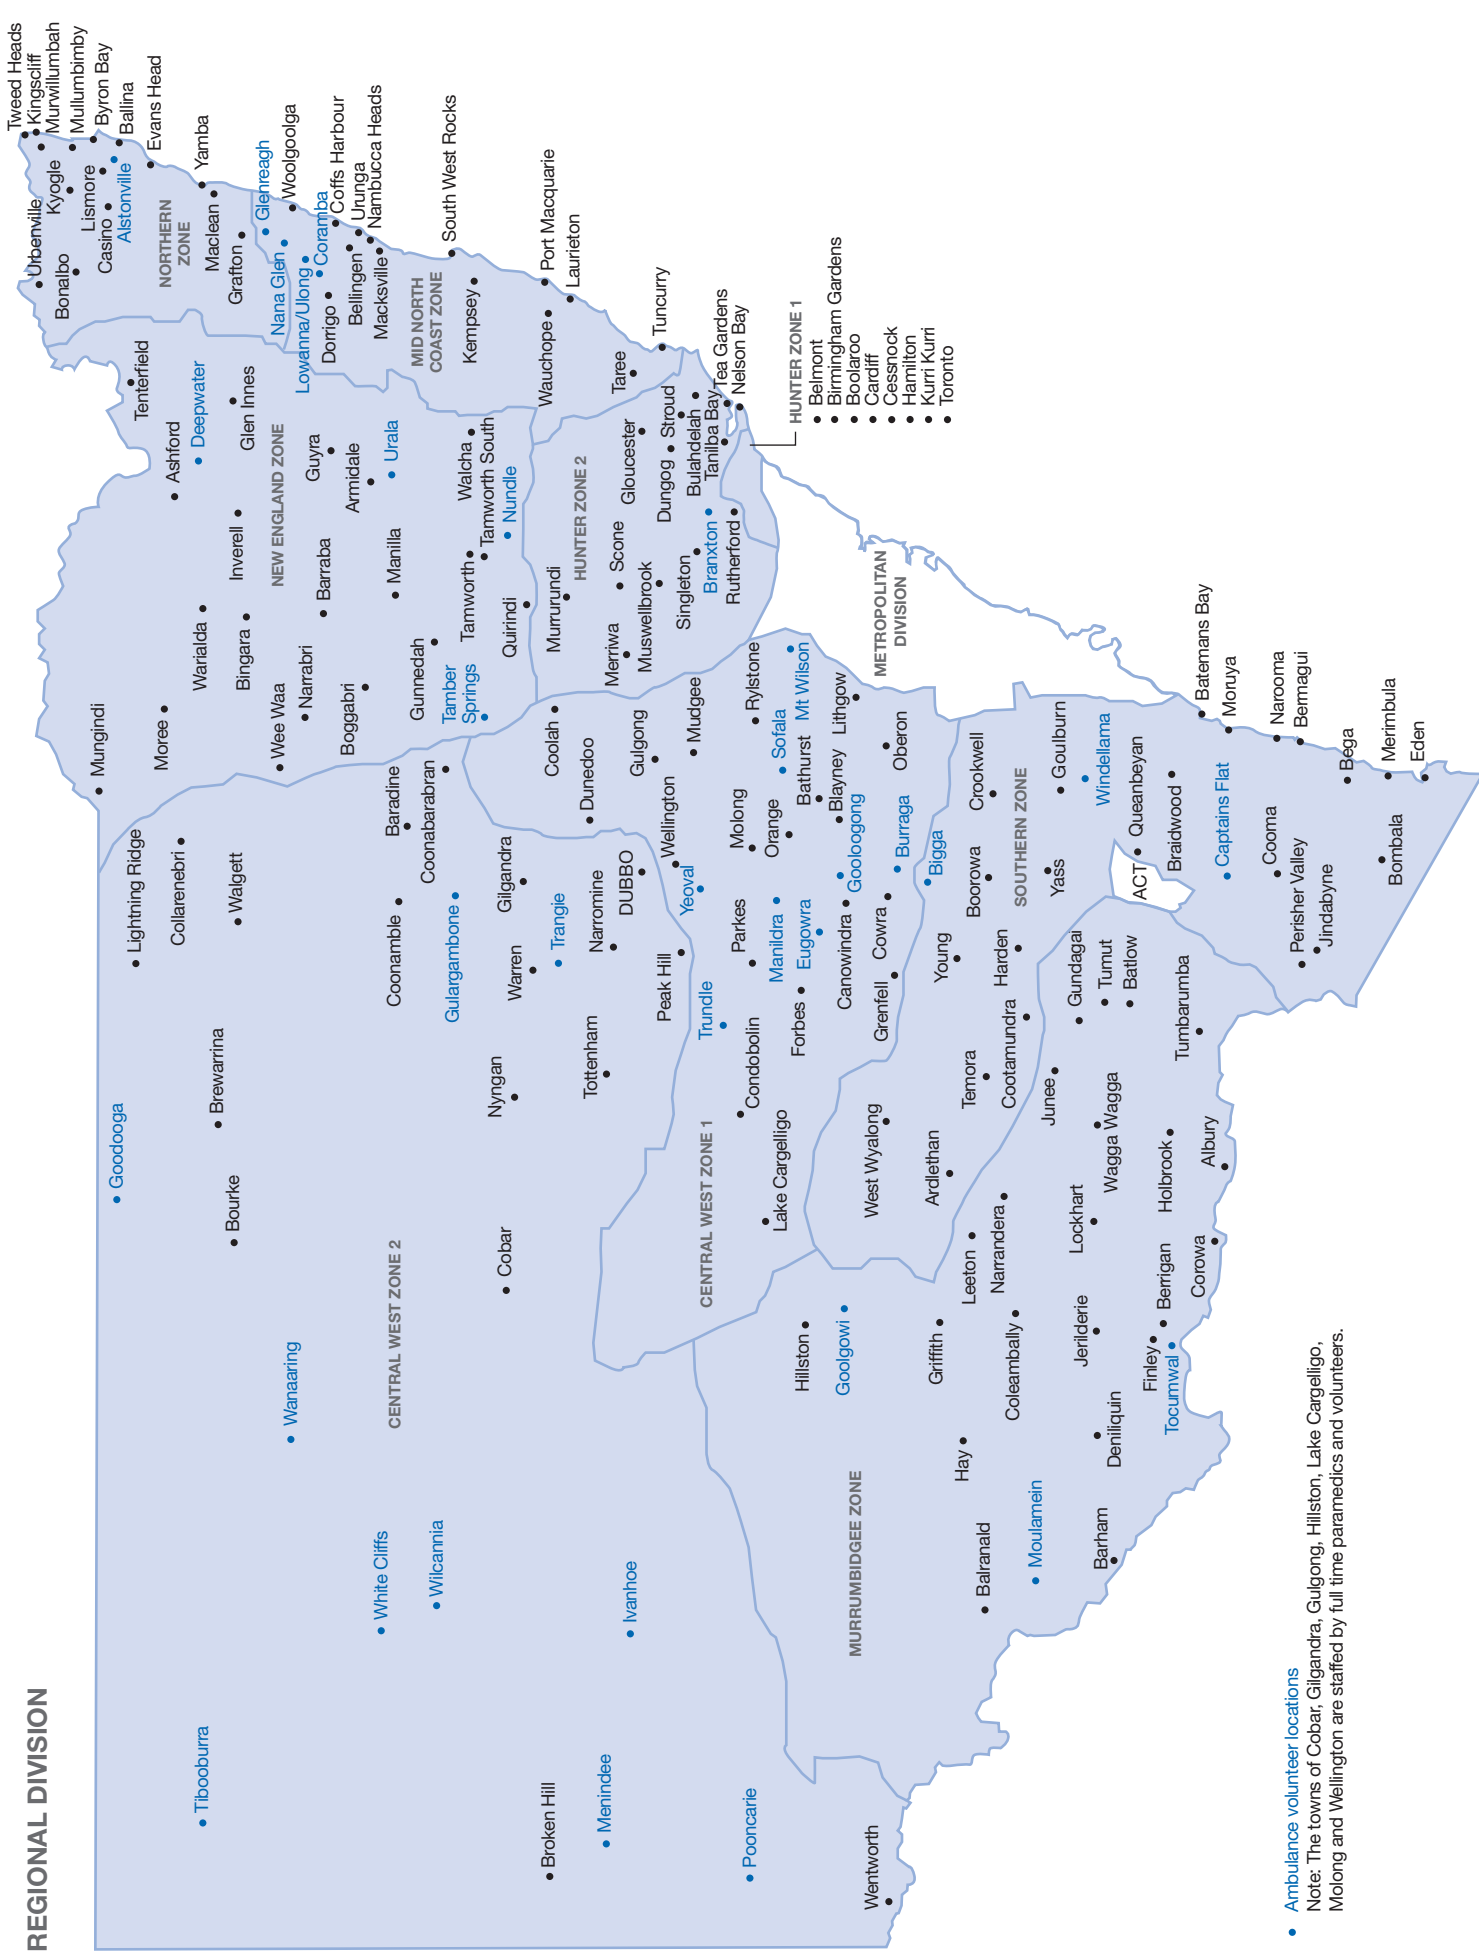 REGIONAL DIVISION
Tweed Heads
Kingscliff
Murwillumbah
Mullumbimby
Byron Bay
Ballina
Evans Head
Yamba
Urbenville
Kyogle
Lismore
Bonalbo
Casino
Alstonville
NORTHERN
ZONE
Maclean
Grafton
Glenreagh
Woolgoolga
Nana Glen
Coramba
Coffs Harbour
Lowanna/Ulong
Urunga
Nambucca Heads
Dorrigo
Bellingen
Macksville
MID NORTH
COAST ZONE
South West Rocks
Kempsey
Port Macquarie
Laurieton
Wauchope
Taree
Tuncurry
Tenterfield
Deepwater
Ashford
Glen Innes
NEW ENGLAND ZONE
Guyra
Armidale
Urala
Inverell
Walcha
Tamworth South
Nundle
Barraba
Manilla
Tamworth
Warialda
Bingara
Quirindi
Mungindi
Moree
Wee Waa
Narrabri
Boggabri
Gunnedah
Tamber
Springs
HUNTER ZONE 2
Gloucester
Stroud
Dungog
Bulahdelah
Tanilba Bay
Tea Gardens
Nelson Bay
Murrurundi
Scone
Muswellbrook
Merriwa
Singleton
Branxton
Rutherford
HUNTER ZONE 1
Belmont
Birmingham Gardens
Boolaroo
Cardiff
Cessnock
Hamilton
Kurri Kurri
Toronto
METROPOLITAN
DIVISION
Lightning Ridge
Collarenebri
Walgett
Baradine
Coonabarabran
Coonamble
Gulargambone
Gilgandra
Warren
Trangie
Narromine
DUBBO
Goodooga
Brewarrina
Bourke
Nyngan
Tottenham
Peak Hill
Cobar
CENTRAL WEST ZONE 2
Wanaaring
White Cliffs
Wilcannia
Ivanhoe
Tibooburra
Broken Hill
Menindee
Pooncarie
Wentworth
Coolah
Dunedoo
Gulgong
Mudgee
Wellington
Yeoval
Rylstone
Sofala
Mt Wilson
Lithgow
Bathurst
Blayney
Oberon
Molong
Orange
Gooloogong
Burraga
Parkes
Manildra
Eugowra
Canowindra
Cowra
Grenfell
Forbes
Trundle
Condobolin
Lake Cargelligo
CENTRAL WEST ZONE 1
Bigga
Crookwell
SOUTHERN ZONE
Goulburn
Windellama
Boorowa
Yass
ACT
Queanbeyan
Braidwood
Captains Flat
Young
Harden
Cootamundra
Temora
West Wyalong
Ardlethan
Batemans Bay
Moruya
Narooma
Bermagui
Bega
Merimbula
Eden
Cooma
Perisher Valley
Jindabyne
Bombala
Gundagai
Tumut
Batlow
Tumbarumba
Junee
Wagga Wagga
Lockhart
Holbrook
Albury
Leeton
Narrandera
Hillston
Goolgowi
Griffith
Coleambally
Jerilderie
Berrigan
Corowa
Finley
Tocumwal
Hay
Deniliquin
MURRUMBIDGEE ZONE
Balranald
Moulamein
Barham
Ambulance volunteer locations
Note: The towns of Cobar, Gilgandra, Gulgong, Hillston, Lake Cargelligo,
Molong and Wellington are staffed by full time paramedics and volunteers.